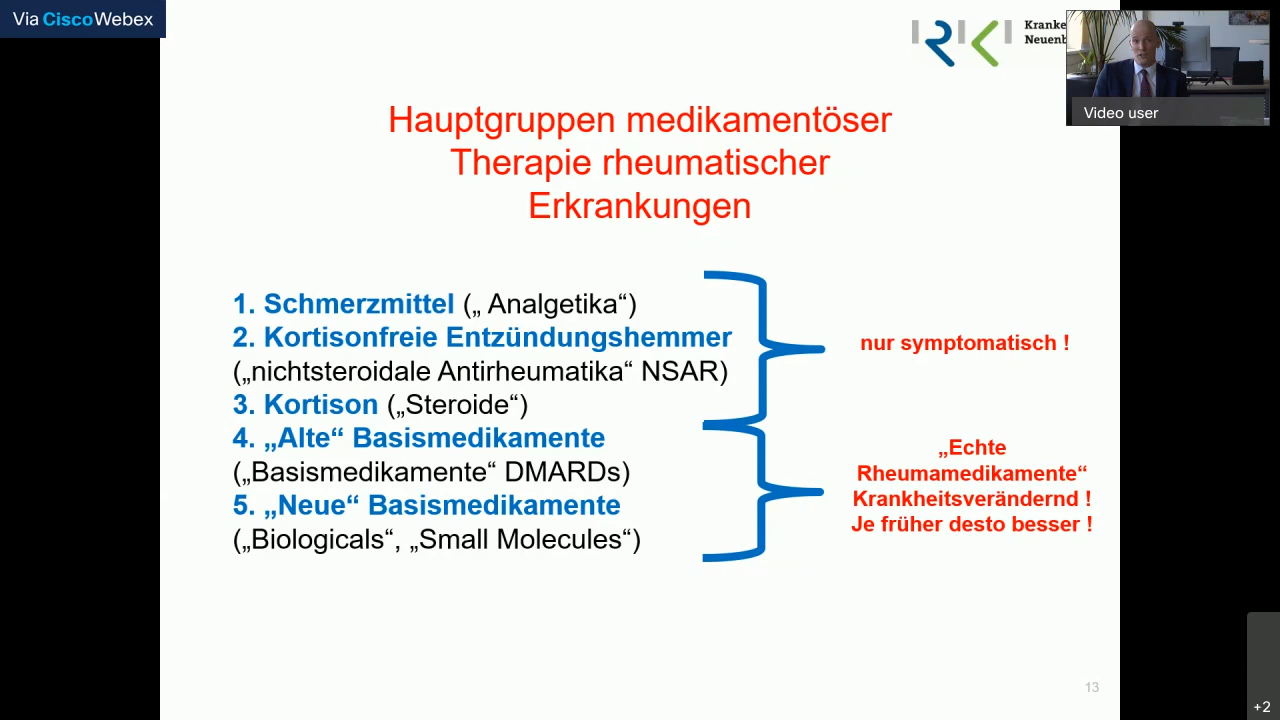 Via CiscoWebex
RKI
Kranke
Neuenb
Video user
Hauptgruppen medikamentöser
Therapie rheumatischer
Erkrankungen
1. Schmerzmittel („ Analgetika“)
2. Kortisonfreie Entzündungshemmer
(„nichtsteroidale Antirheumatika“ NSAR)
3. Kortison („Steroide“)
4. „Alte“ Basismedikamente
(„Basismedikamente“ DMARDs)
5. „Neue“ Basismedikamente
(„Biologicals“, „Small Molecules“)
nur symptomatisch !
„Echte
Rheumamedikamente“
Krankheitsverändernd !
Je früher desto besser !
13
+2